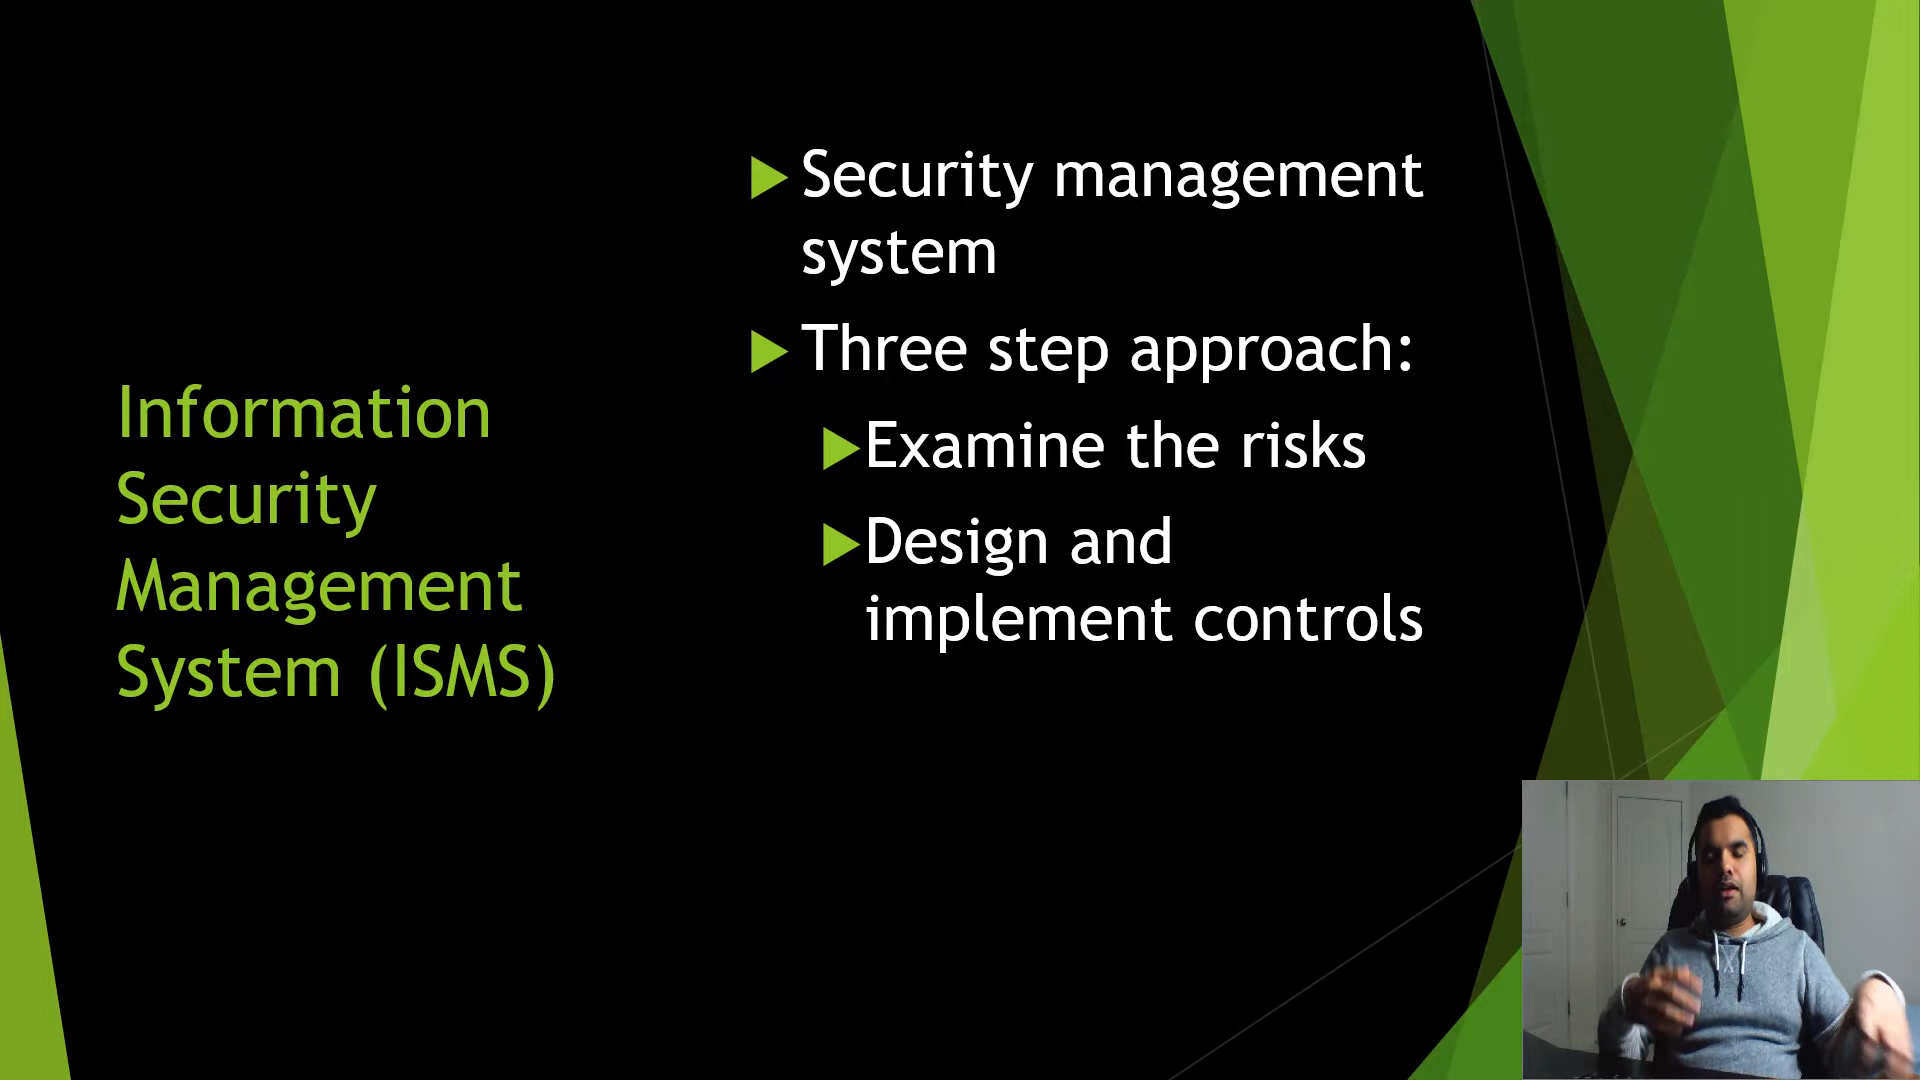 Information
Security
Management
System (ISMS)
Security management
system
Three step approach:
Examine the risks
Design and
implement controls